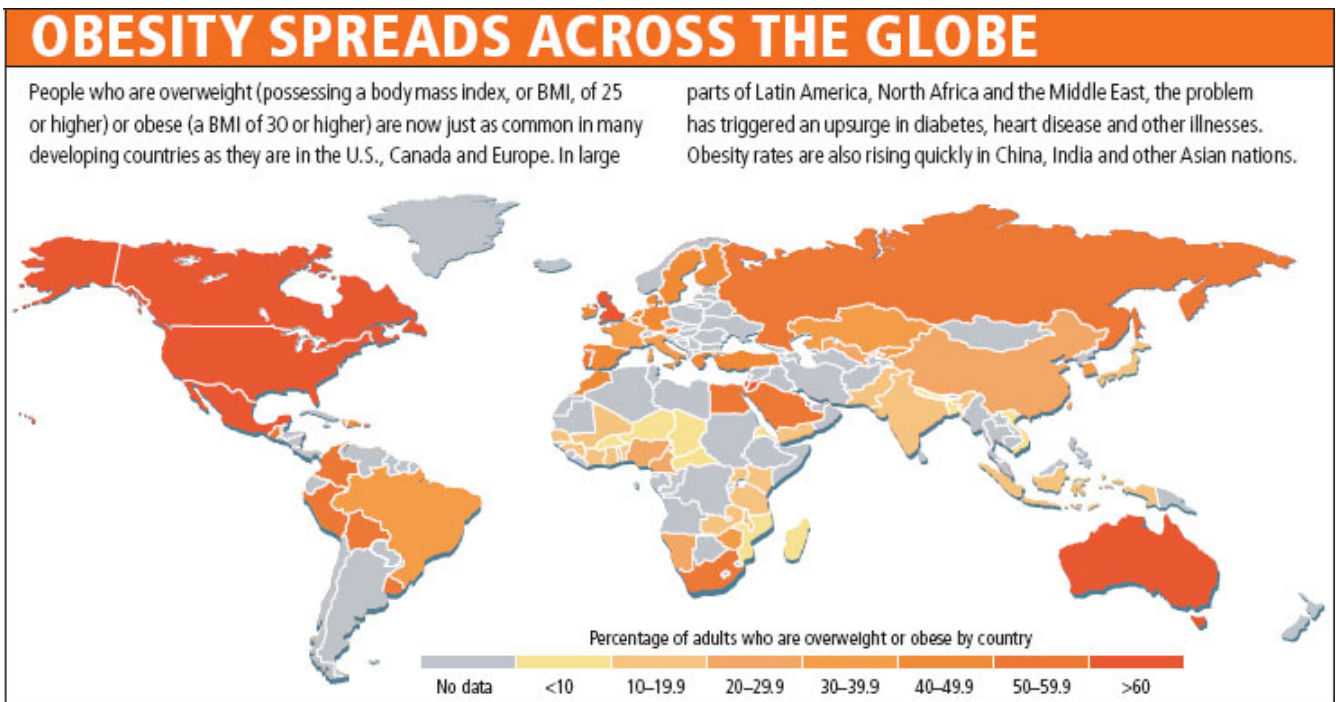 OBESITY SPREADS ACROSS THE GLOBE
People who are overweight (possessing a body mass index, or BMI, of 25
or higher) or obese (a BMI of 30 or higher) are now just as common in many
developing countries as they are in the U.S., Canada and Europe. In large
parts of Latin America, North Africa and the Middle East, the problem
has triggered an upsurge in diabetes, heart disease and other illnesses.
Obesity rates are also rising quickly in China, India and other Asian nations.
Percentage of adults who are overweight or obese by country
No data <10 10–19.9 20–29.9 30–39.9 40–49.9 50–59.9 >60